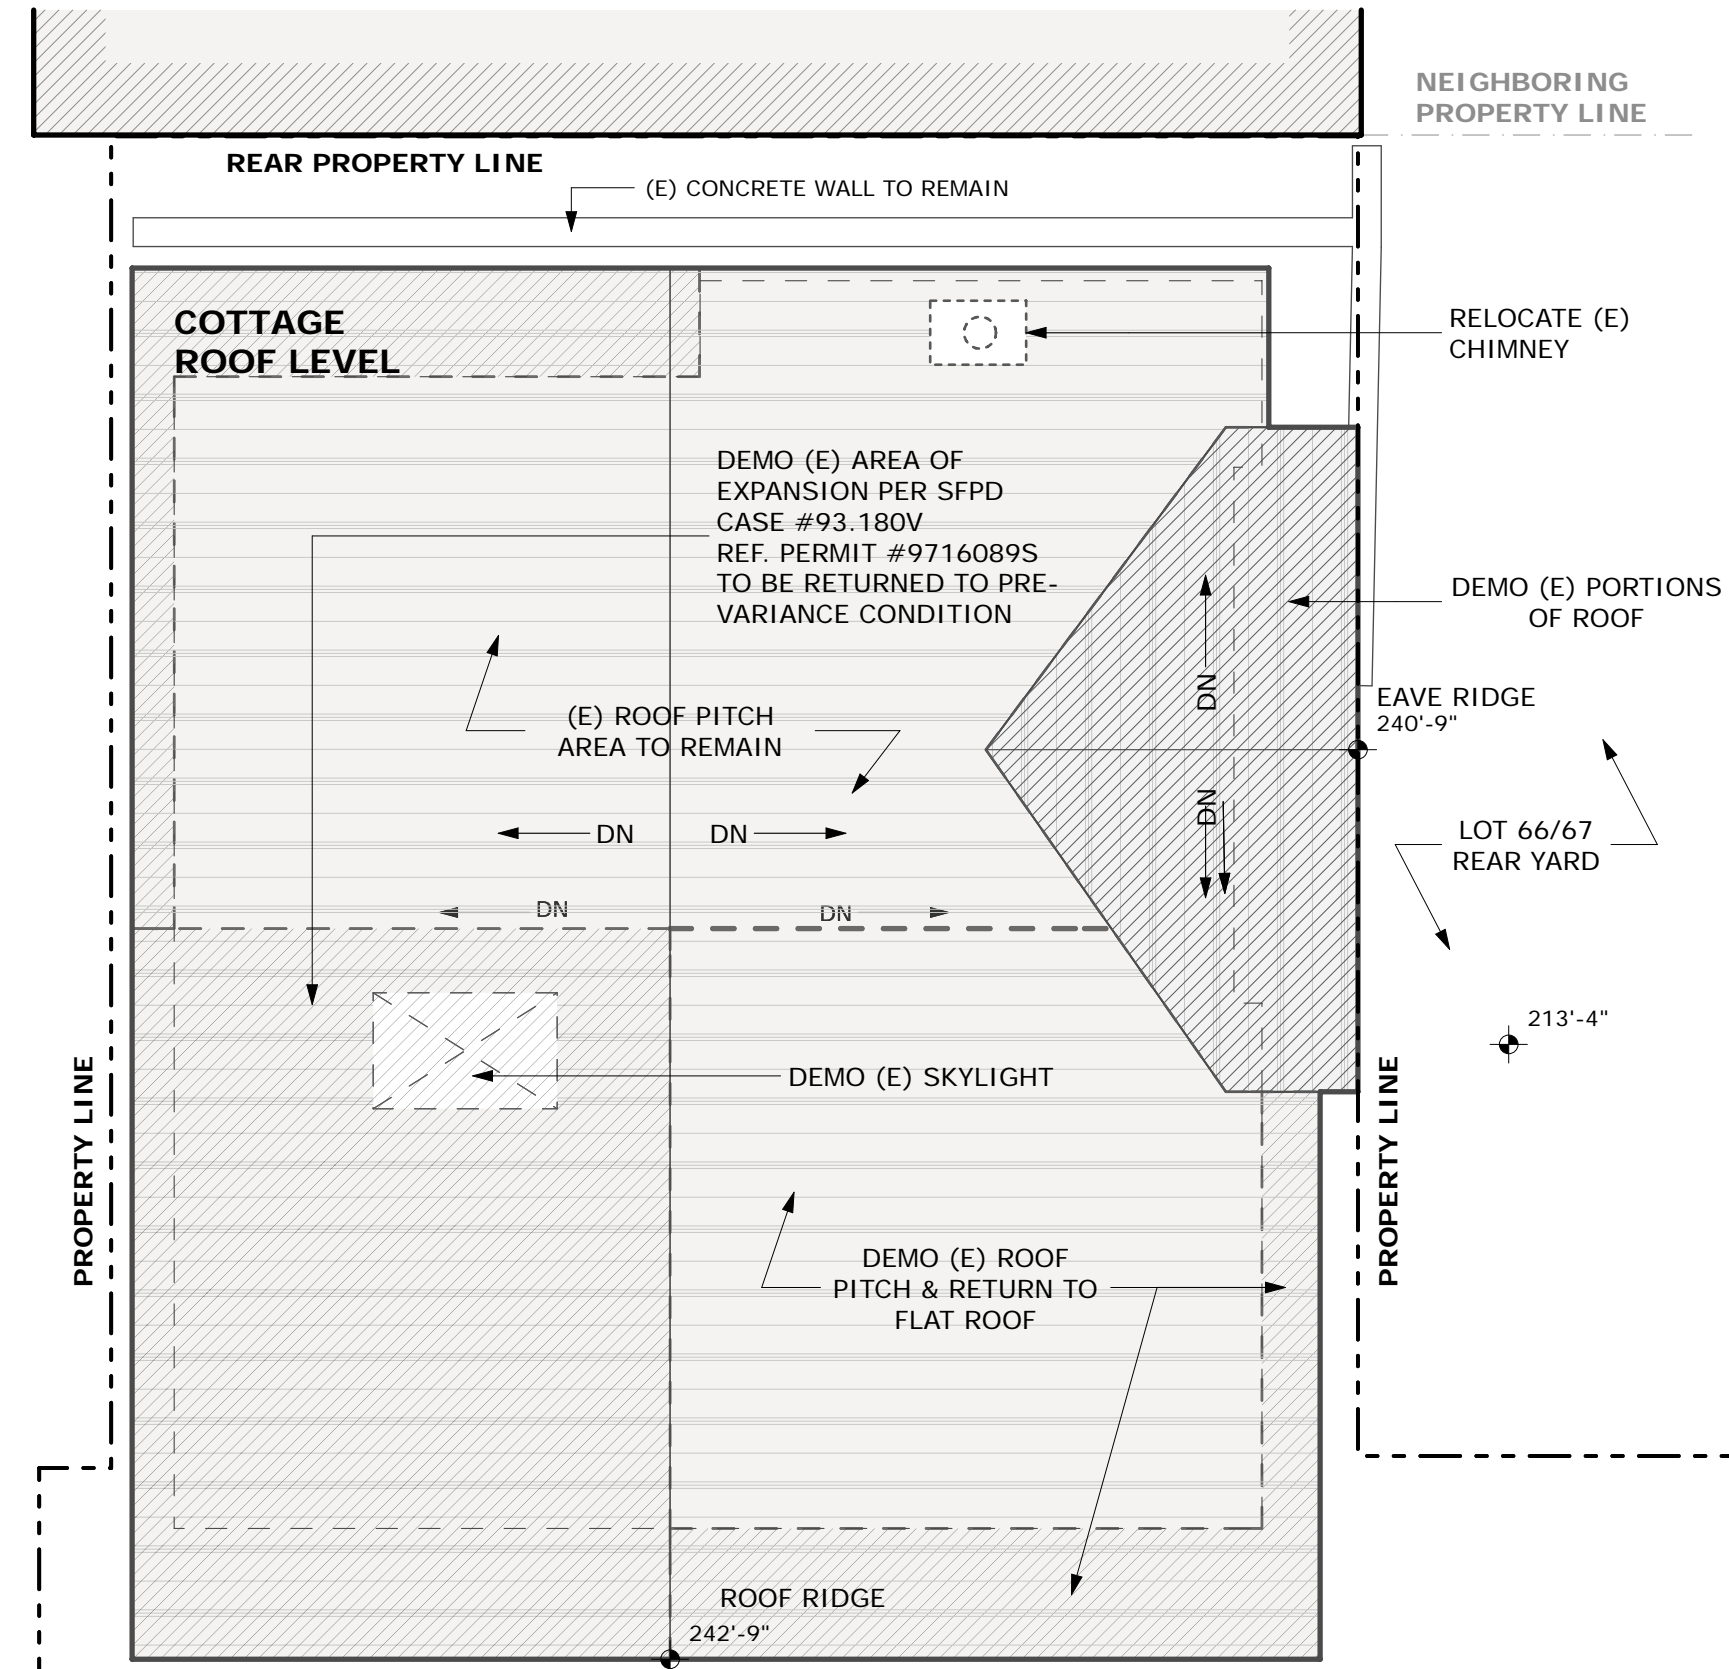 NEIGHBORING
PROPERTY LINE
REAR PROPERTY LINE
(E) CONCRETE WALL TO REMAIN
COTTAGE
ROOF LEVEL
RELOCATE (E)
CHIMNEY
DEMO (E) AREA OF
EXPANSION PER SFPD
CASE #93.180V
REF. PERMIT #9716089S
TO BE RETURNED TO PRE-
VARIANCE CONDITION
DEMO (E) PORTIONS
OF ROOF
DN
EAVE RIDGE
240'-9"
(E) ROOF PITCH
AREA TO REMAIN
DN
DN
DN
LOT 66/67
REAR YARD
DN
DN
213'-4"
DEMO (E) SKYLIGHT
PROPERTY LINE
PROPERTY LINE
DEMO (E) ROOF
PITCH & RETURN TO
FLAT ROOF
ROOF RIDGE
242'-9"